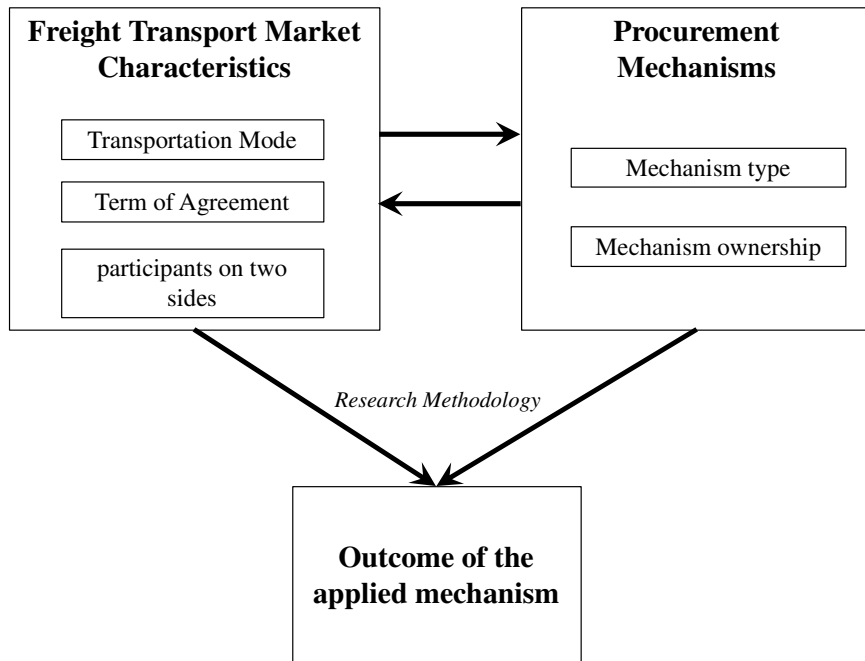 Freight Transport Market
Characteristics
Transportation Mode
Term of Agreement
participants on two
sides
Procurement
Mechanisms
Mechanism type
Mechanism ownership
Research Methodology
Outcome of the
applied mechanism